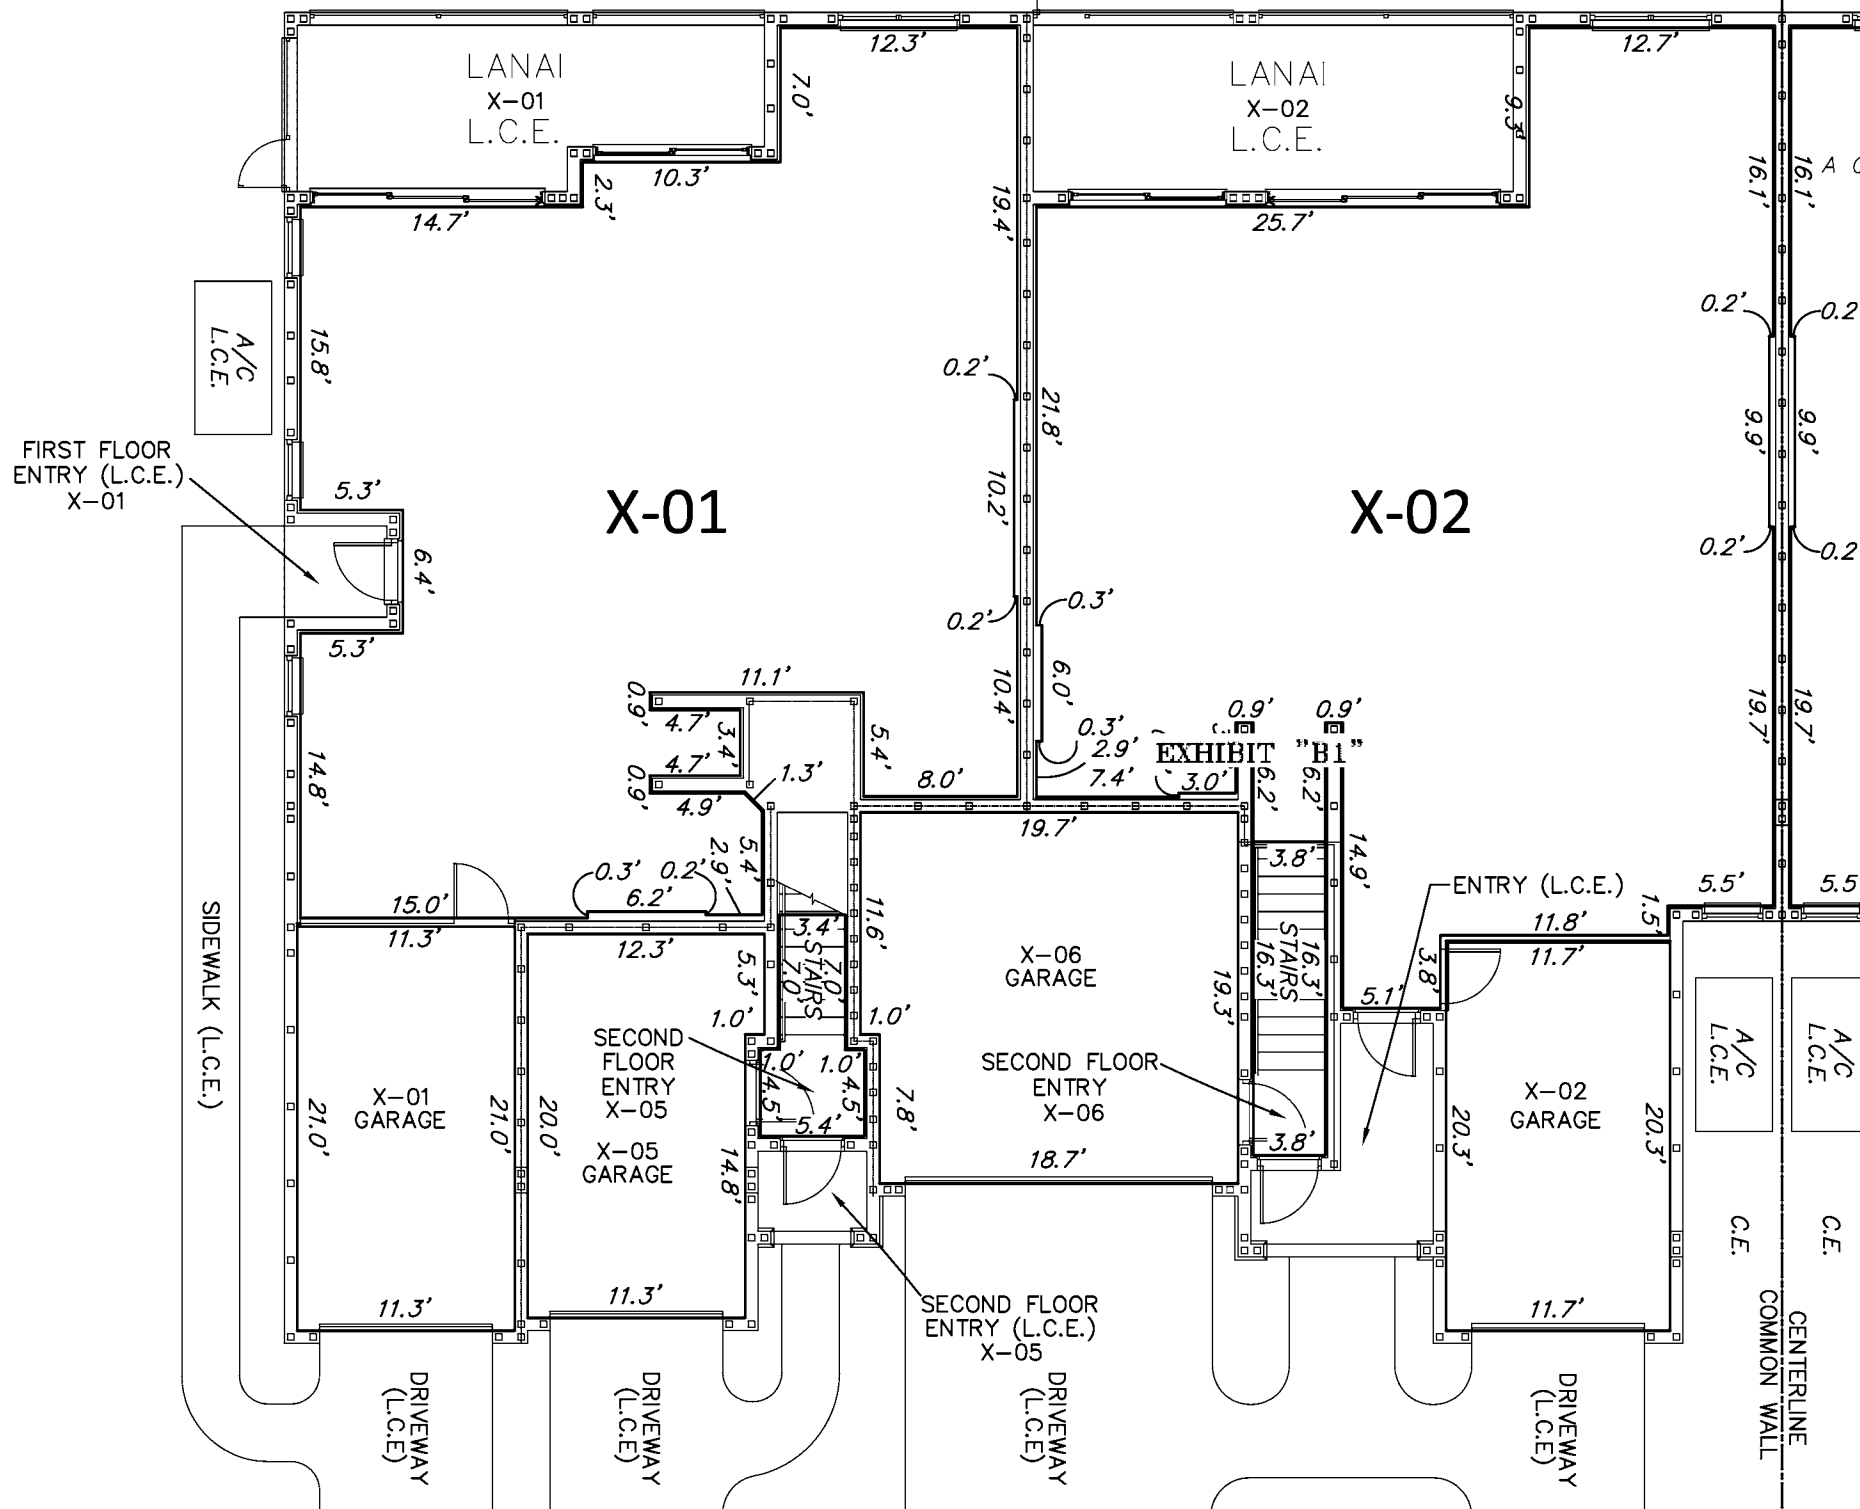 12.3'
12.7'
LANAI
X-01
L.C.E.
7.0'
LANAI
X-02
L.C.E.
9.3'
10.3'
2.3'
14.7'
19.4'
25.7'
16.1'
16.1'
A
0.2'
0.2
A/C
L.C.E.
15.8'
0.2'
21.8'
9.9'
9.9'
FIRST FLOOR
ENTRY (L.C.E.)
X-01
5.3'
X-01
10.2'
X-02
0.2'
0.2
6.4'
0.3'
0.2'
5.3'
11.1'
0.9'
4.7'
3.4'
10.4'
6.0'
19.7'
19.7'
0.9'
0.9'
5.4'
0.3'
2.9'
EXHIBIT "B1"
4.7'
1.3'
0.9'
4.9'
8.0'
7.4'
3.0'
6.2'
6.2'
14.8'
19.7'
5.4'
2.9'
3.8'
14.9'
0.3'
0.2'
6.2'
ENTRY (L.C.E.)
5.5'
5.5
15.0'
11.3'
12.3'
3.4'
11.6'
1.5'
11.8'
11.7'
SIDEWALK (L.C.E.)
5.3'
STAIRS
7.0'
7.0'
X-06
GARAGE
19.3'
STAIRS
16.3'
16.3'
3.8'
5.1'
1.0'
1.0'
SECOND
FLOOR
ENTRY
X-05
1.0'
1.0'
4.5'
4.5'
5.4'
SECOND FLOOR
ENTRY
X-06
A/C
L.C.E.
A/C
L.C.E.
X-01
GARAGE
21.0'
21.0'
20.0'
X-05
GARAGE
14.8'
7.8'
18.7'
3.8'
X-02
GARAGE
20.3'
20.3'
C.E.
C.E.
11.3'
11.3'
SECOND FLOOR
ENTRY (L.C.E.)
X-05
11.7'
CENTERLINE
COMMON WALL
DRIVEWAY
(L.C.E)
DRIVEWAY
(L.C.E)
DRIVEWAY
(L.C.E)
DRIVEWAY
(L.C.E)